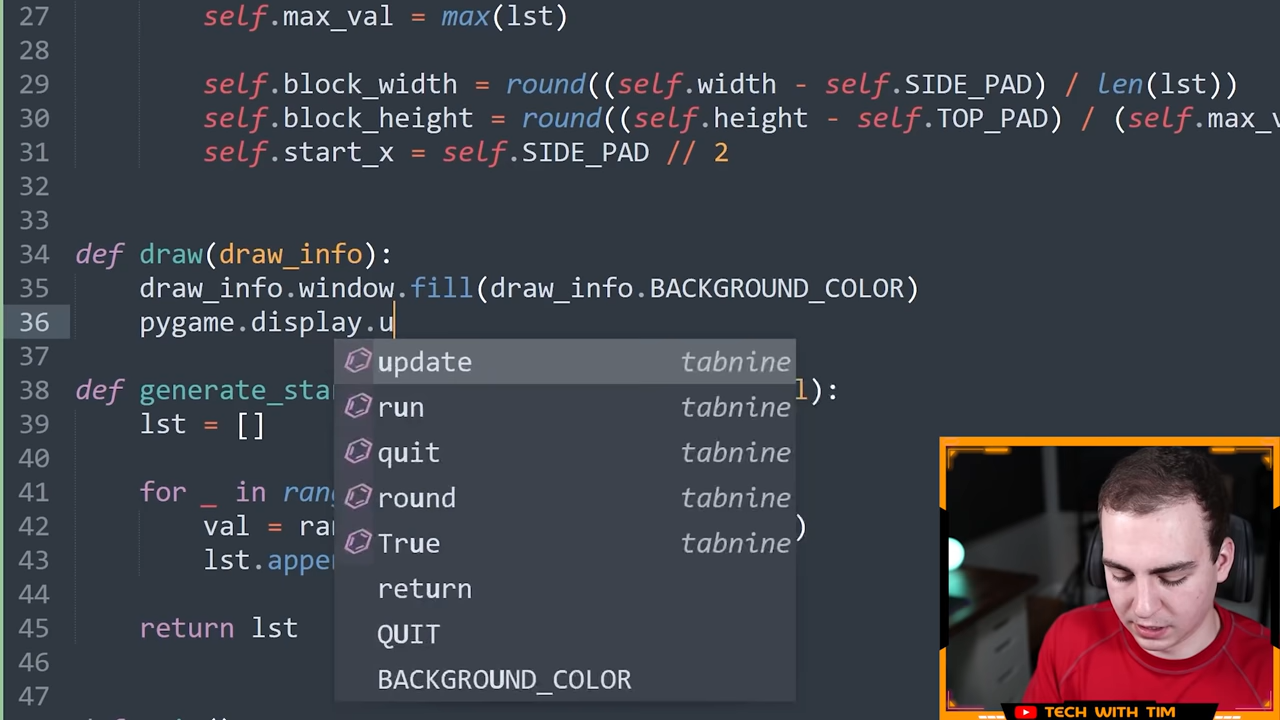 27 self.max_val = max(lst)
28
29 self.block_width = round((self.width - self.SIDE_PAD) / len(lst))
30 self.block_height = round((self.height - self.TOP_PAD) / (self.max_v
31 self.start_x = self.SIDE_PAD // 2
32
33
34 def draw(draw_info):
35 draw_info.window.fill(draw_info.BACKGROUND_COLOR)
36 pygame.display.u
37
update tabnine
38 def generate_sta l):
run tabnine
39 lst = []
40
quit tabnine
41 for _ in ran
round tabnine
42 val = ra )
True tabnine
43 lst.appe
44
return
45 return lst
QUIT
46
BACKGROUND_COLOR
47
TECH WITH TIM